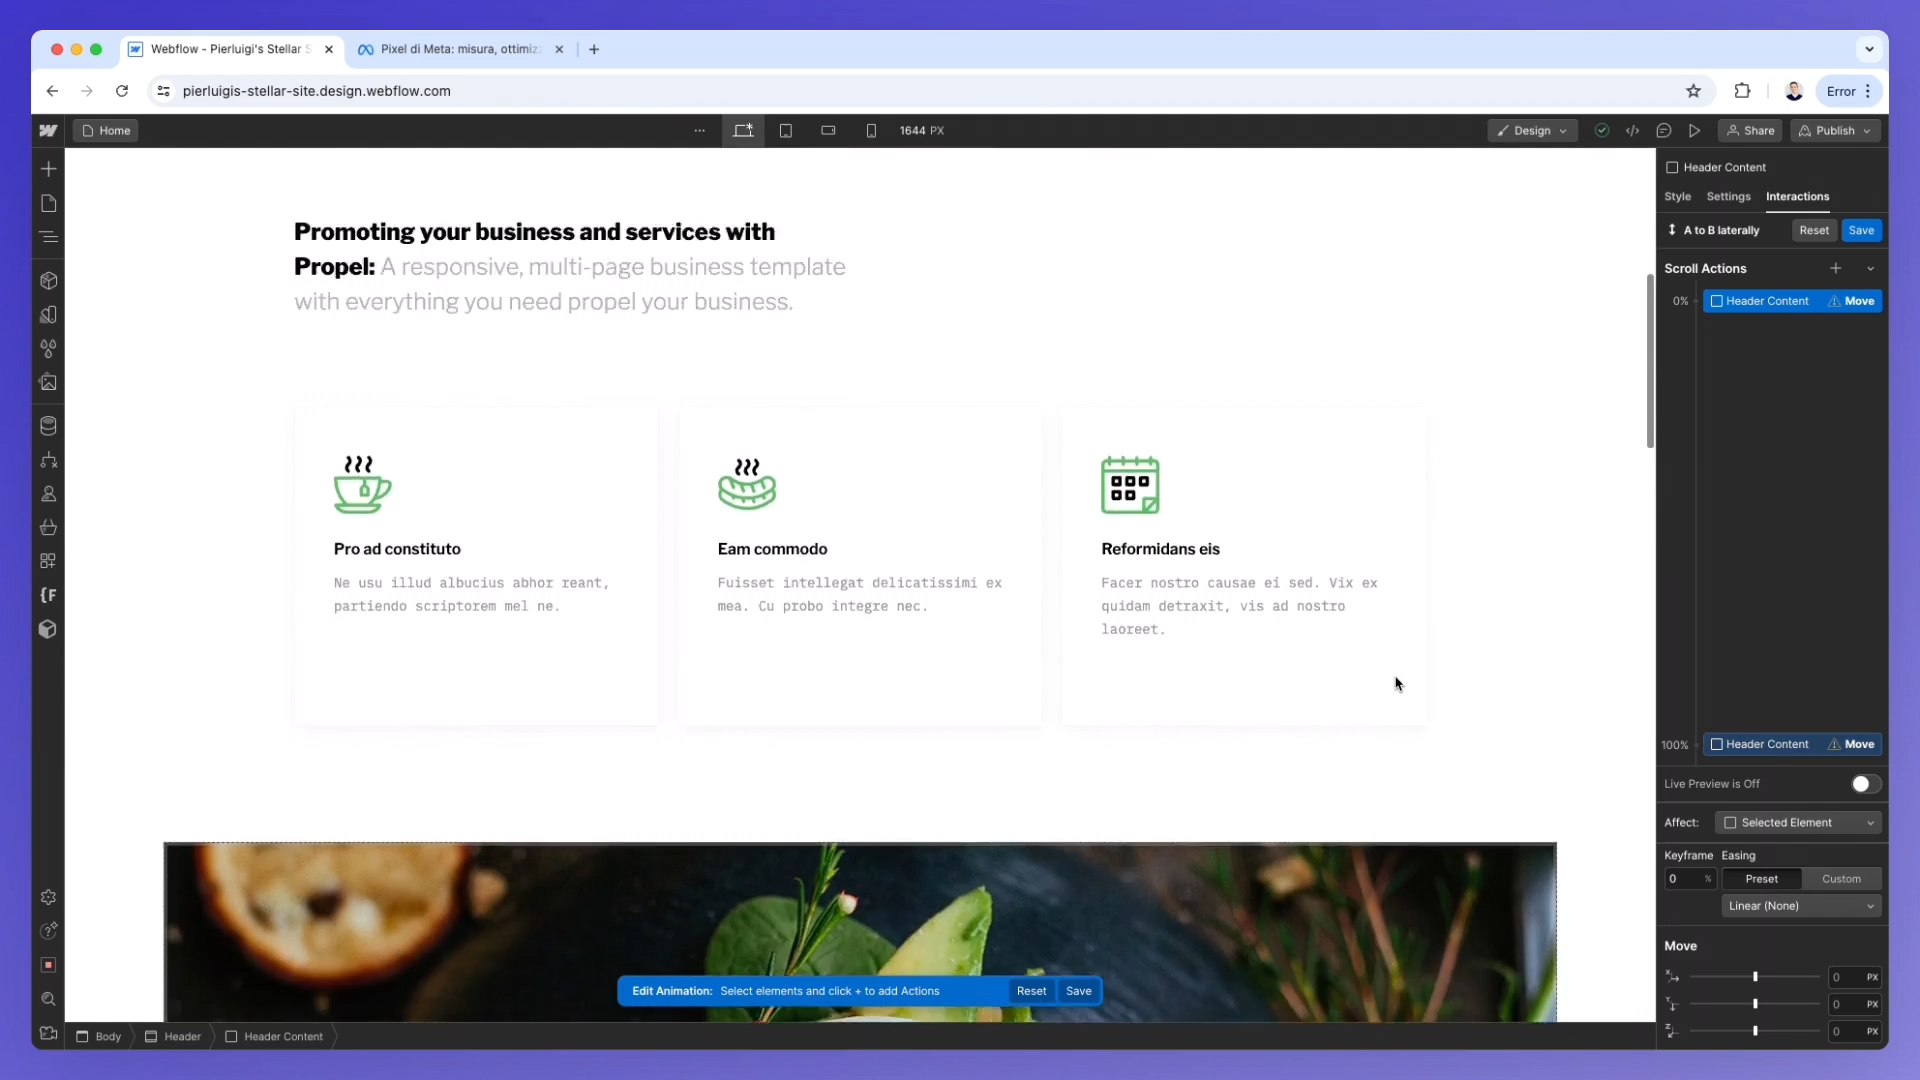 Webflow - Pierluigi's Stellar S
Pixel di Meta: misura, ottimiz
pierluigis-stellar-site.design.webflow.com
Error
Home
1644 PX
Design
Share
Publish
Header Content
Style Settings Interactions
A to B laterally
Reset
Save
Scroll Actions
0%
Header Content
Move
Promoting your business and services with
Propel: A responsive, multi-page business template
with everything you need propel your business.
Pro ad constituto
Ne usu illud albucius abhor reant,
partiendo scriptorem mel ne.
Eam commodo
Fuisset intellegat delicatissimi ex
mea. Cu probo integre nec.
Reformidans eis
Facer nostro causae ei sed. Vix ex
quidam detraxit, vis ad nostro
laoreet.
100%
Header Content
Move
Live Preview is Off
Affect:
Selected Element
Keyframe Easing
0 %
Preset
Custom
Linear (None)
Move
X
0 PX
Y
0 PX
Z
0 PX
Edit Animation: Select elements and click + to add Actions
Reset
Save
Body
Header
Header Content